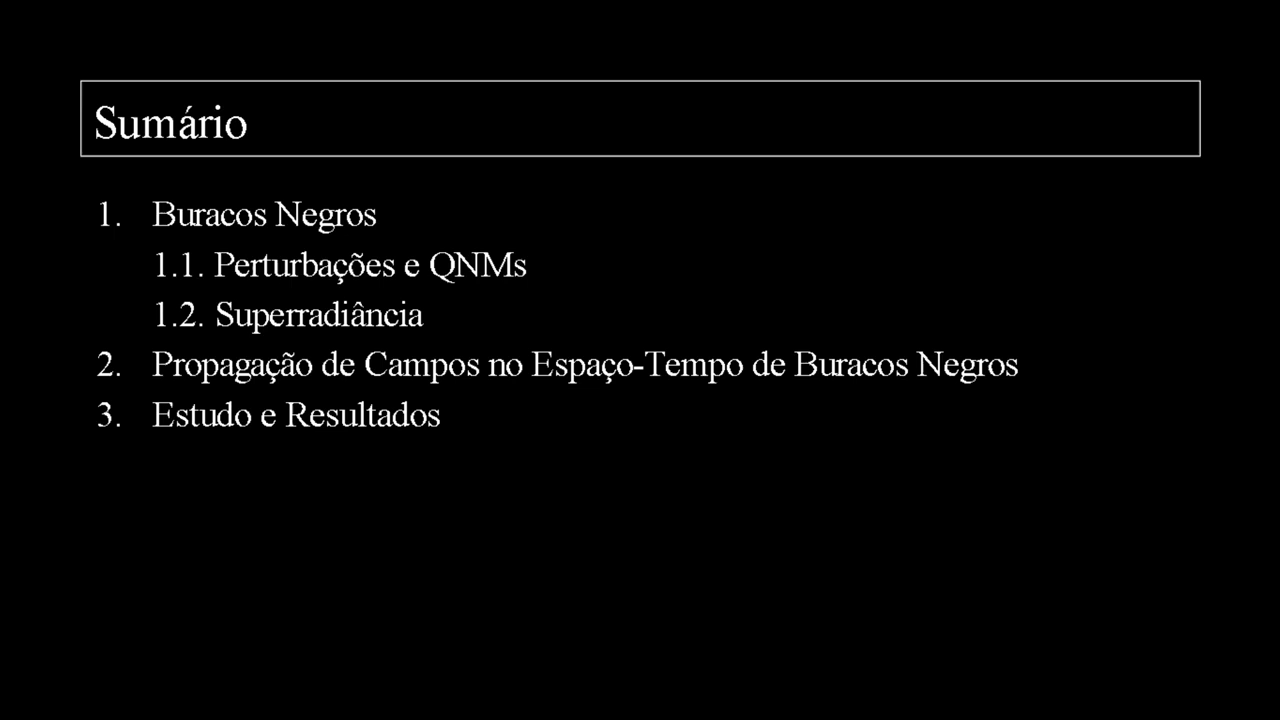 Sumário
1. Buracos Negros
1.1. Perturbações e QNMs
1.2. Superradiância
2. Propagação de Campos no Espaço-Tempo de Buracos Negros
3. Estudo e Resultados